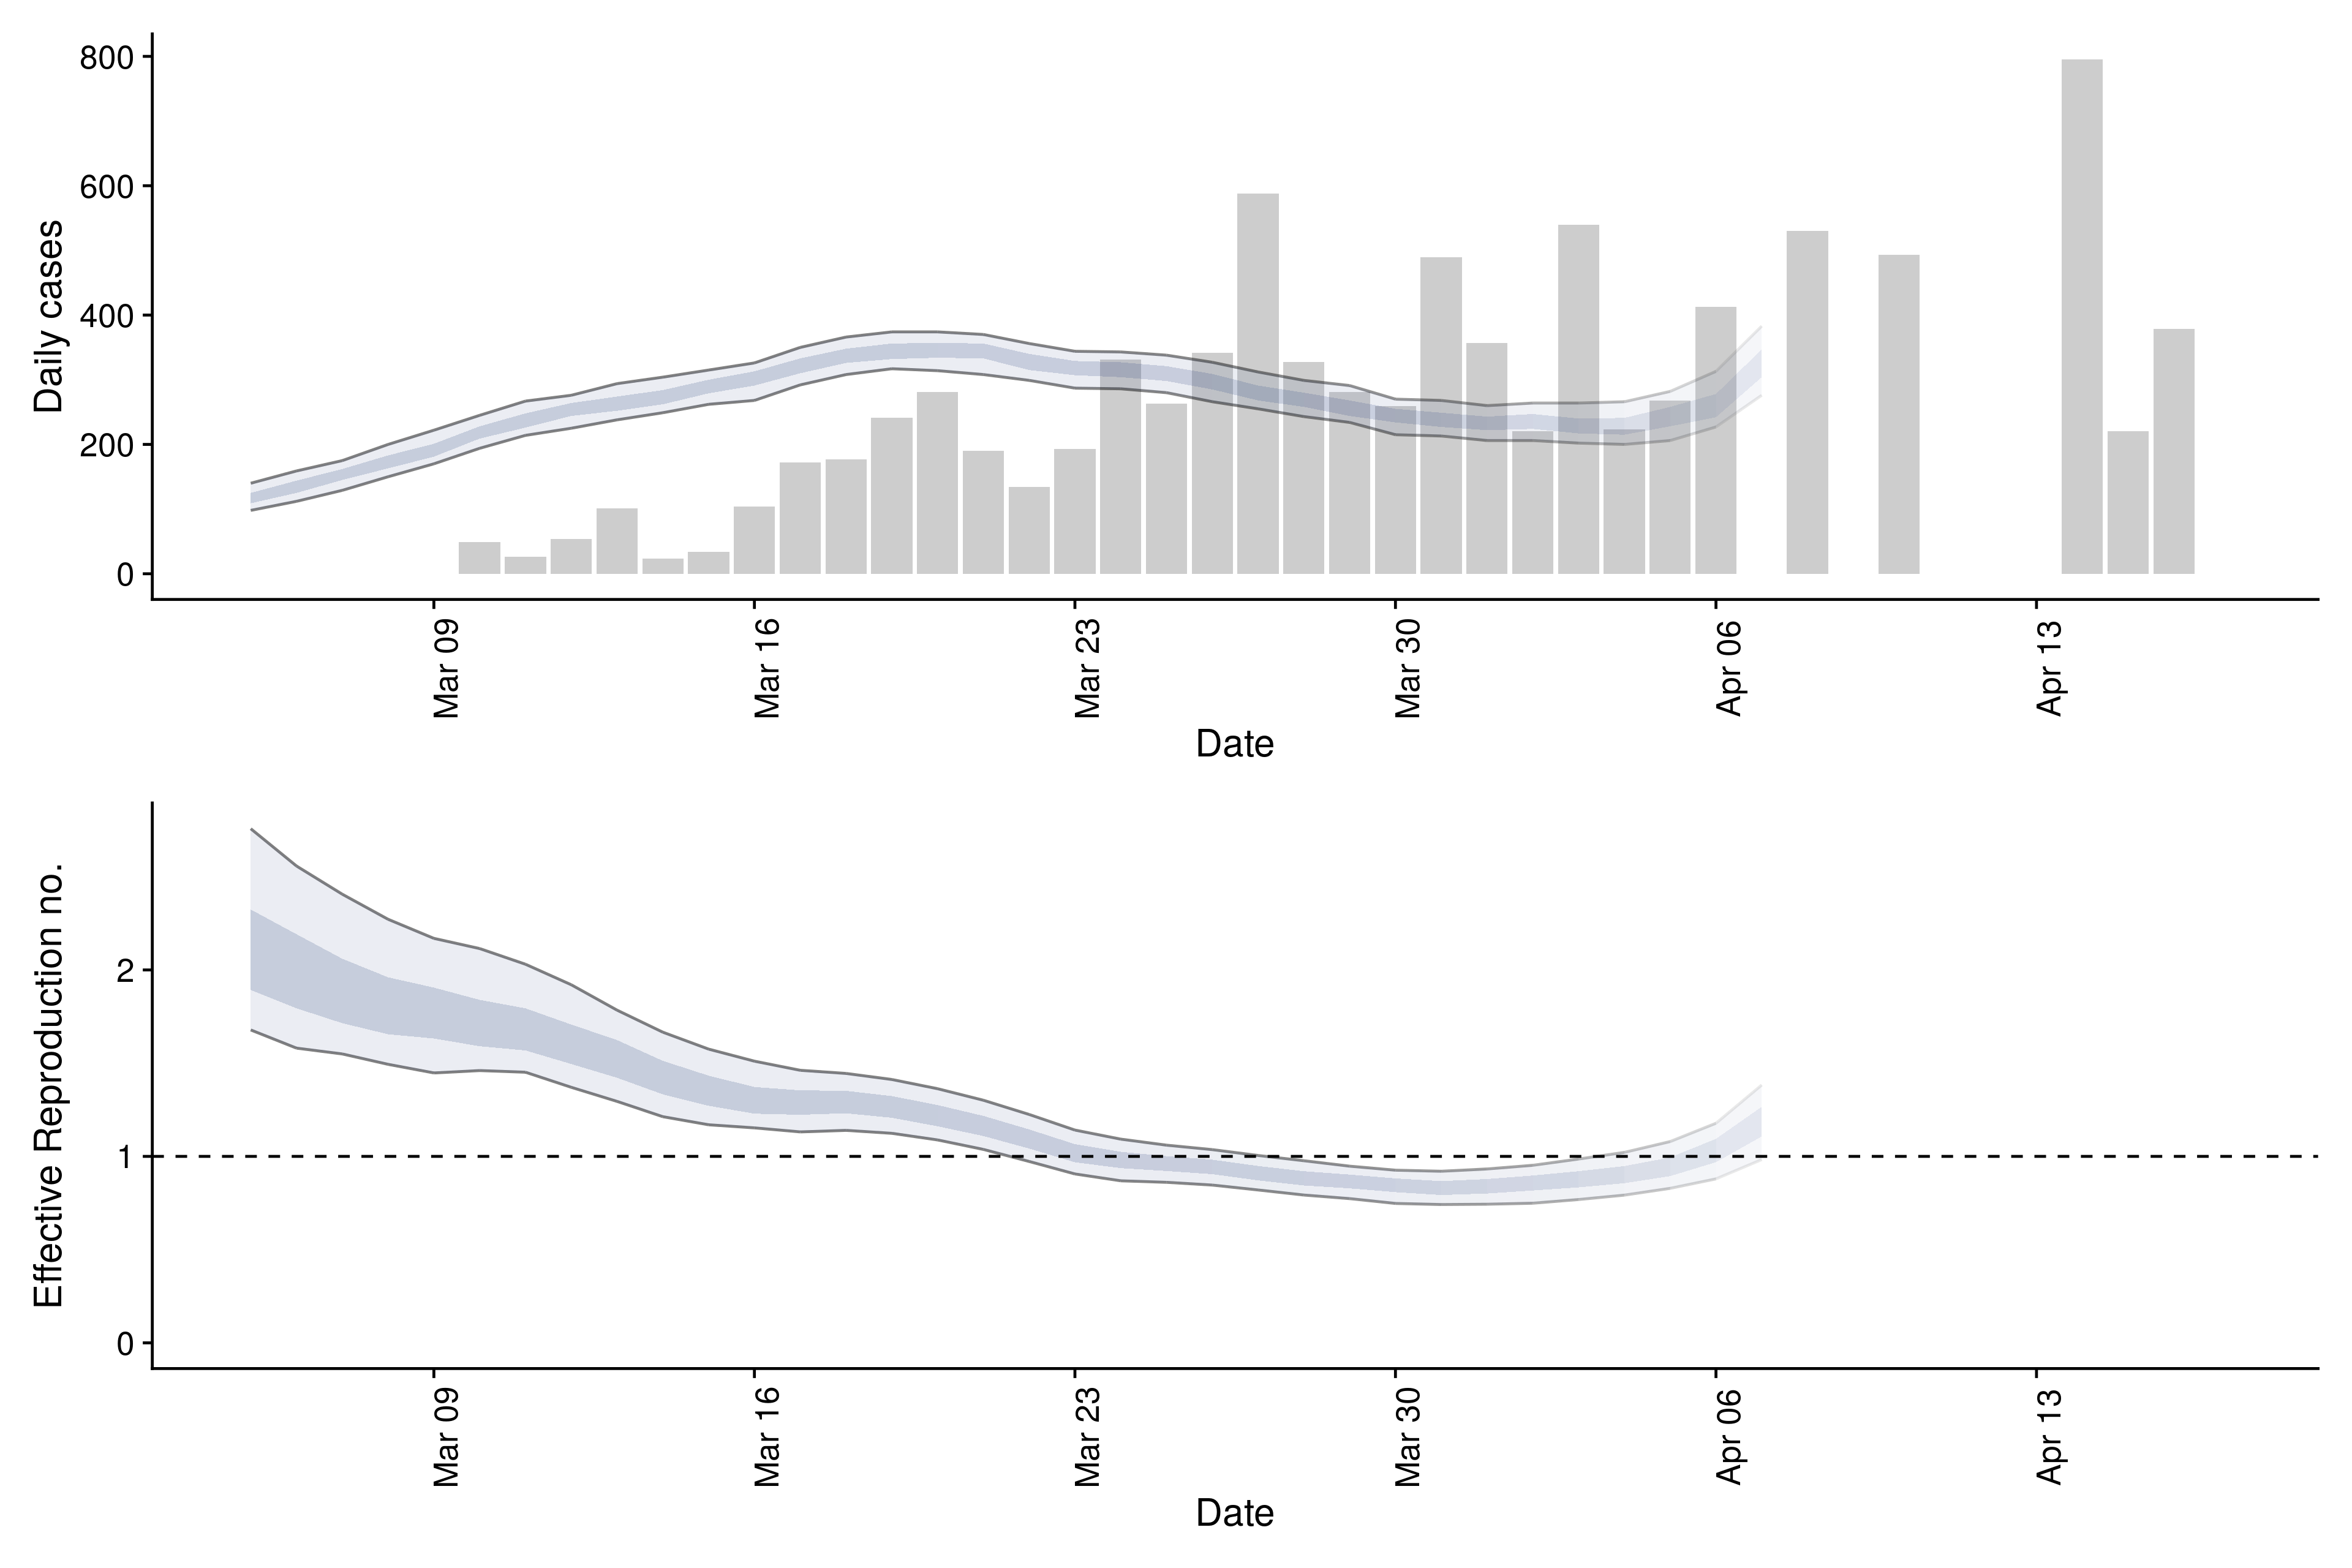 Daily cases
800
600
400
200
0
Mar 09
Mar 16
Mar 23
Mar 30
Apr 06
Apr 13
Date
Effective Reproduction no.
2
1
0
Mar 09
Mar 16
Mar 23
Mar 30
Apr 06
Apr 13
Date